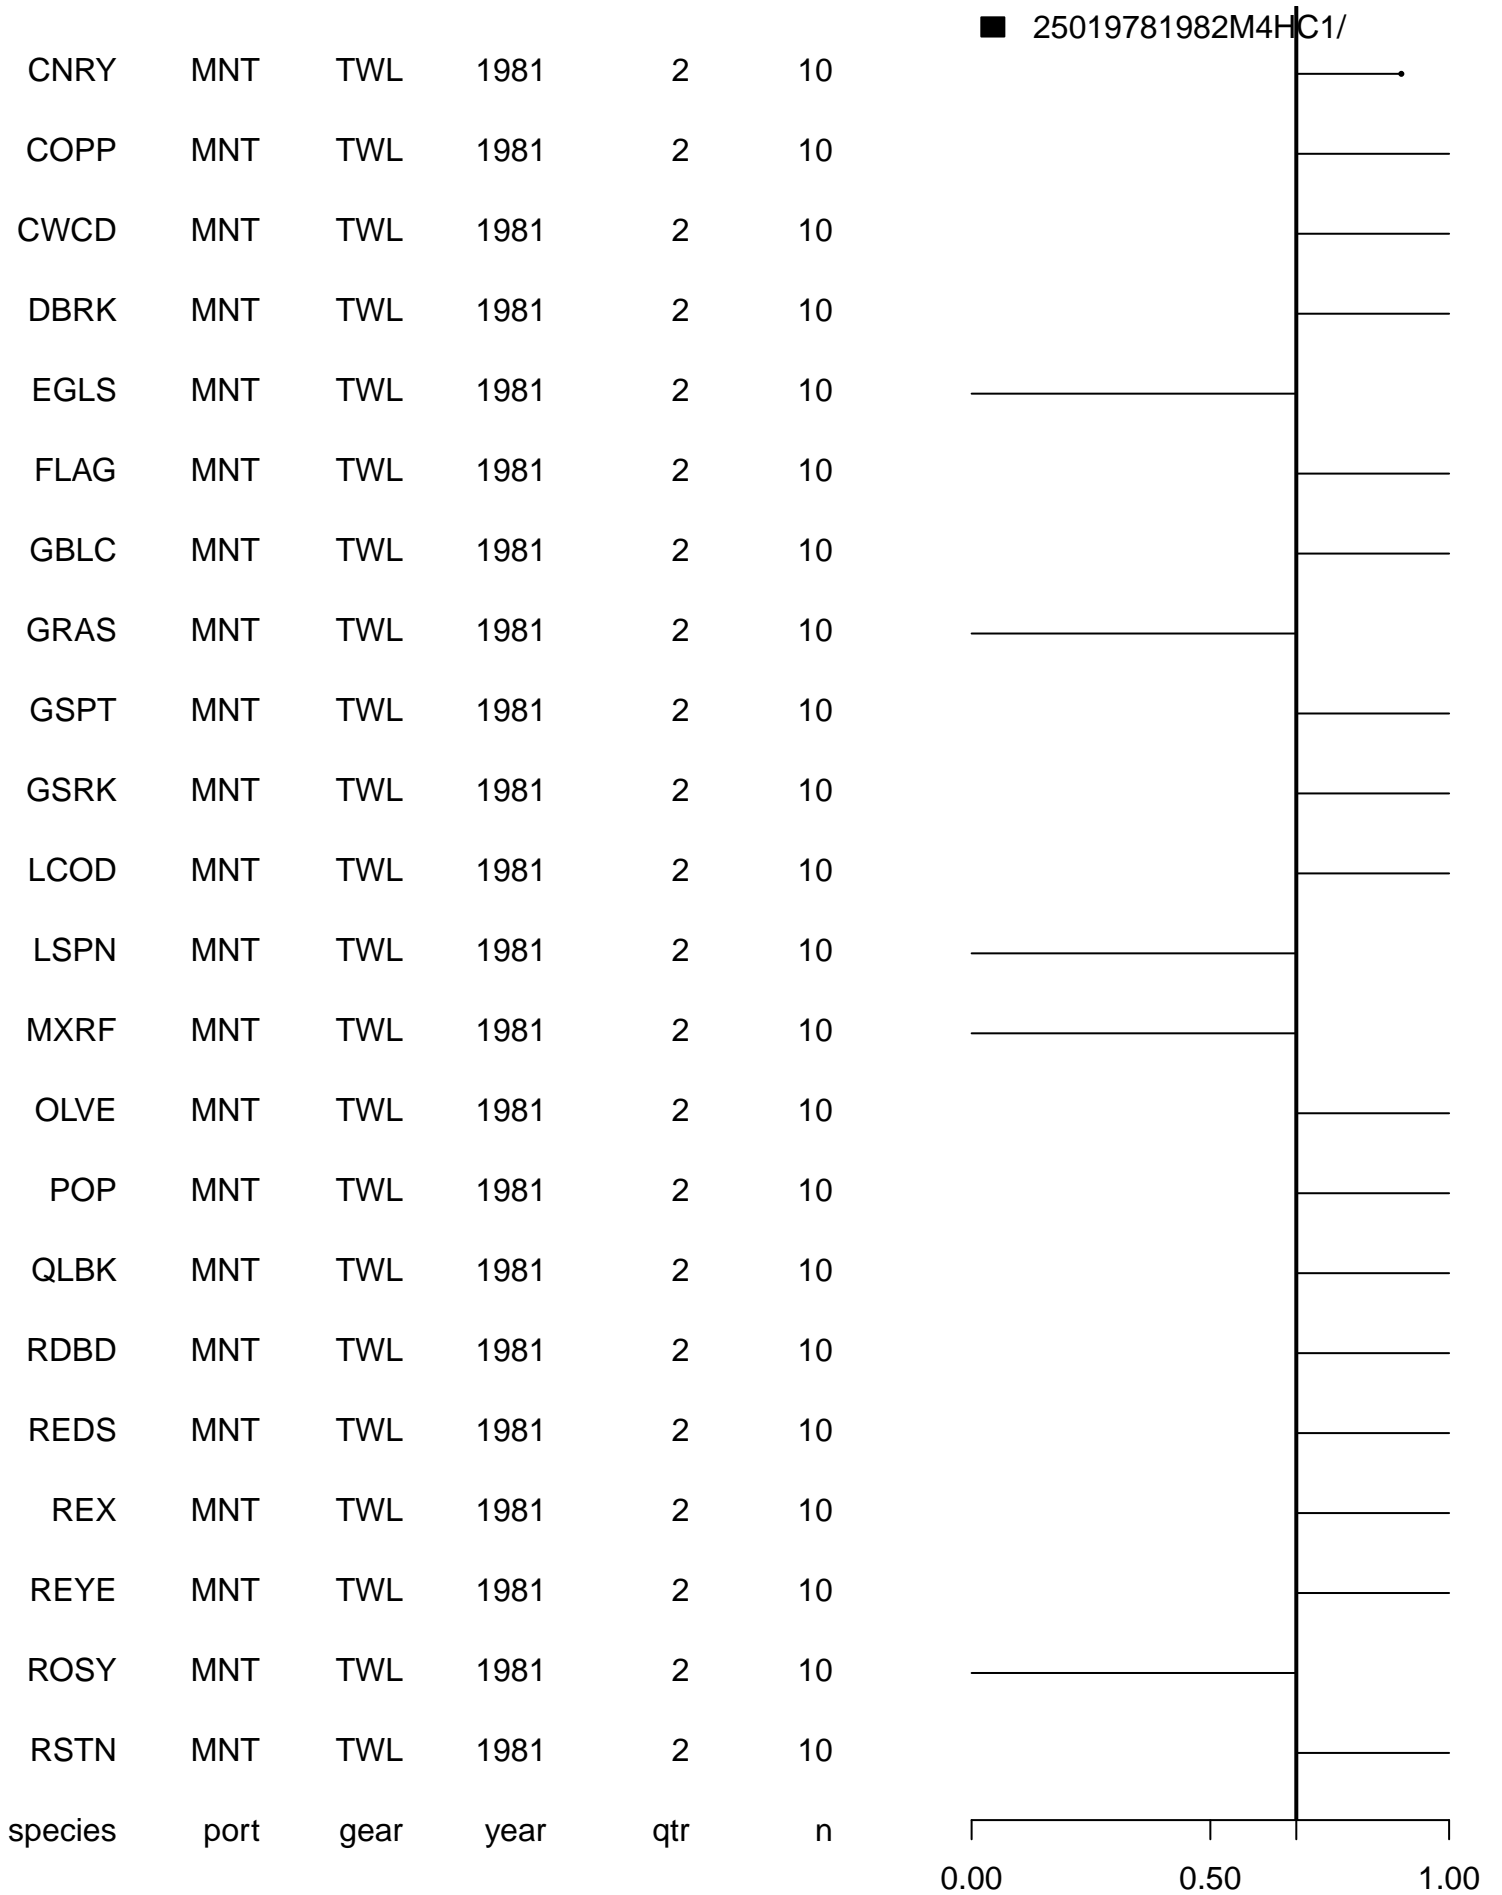 25019781982M4HC1/
CNRY MNT TWL 1981 2 10
COPP MNT TWL 1981 2 10
CWCD MNT TWL 1981 2 10
DBRK MNT TWL 1981 2 10
EGLS MNT TWL 1981 2 10
FLAG MNT TWL 1981 2 10
GBLC MNT TWL 1981 2 10
GRAS MNT TWL 1981 2 10
GSPT MNT TWL 1981 2 10
GSRK MNT TWL 1981 2 10
LCOD MNT TWL 1981 2 10
LSPN MNT TWL 1981 2 10
MXRF MNT TWL 1981 2 10
OLVE MNT TWL 1981 2 10
POP MNT TWL 1981 2 10
QLBK MNT TWL 1981 2 10
RDBD MNT TWL 1981 2 10
REDS MNT TWL 1981 2 10
REX MNT TWL 1981 2 10
REYE MNT TWL 1981 2 10
ROSY MNT TWL 1981 2 10
RSTN MNT TWL 1981 2 10
species port gear year qtr n
0.00 0.50 1.00